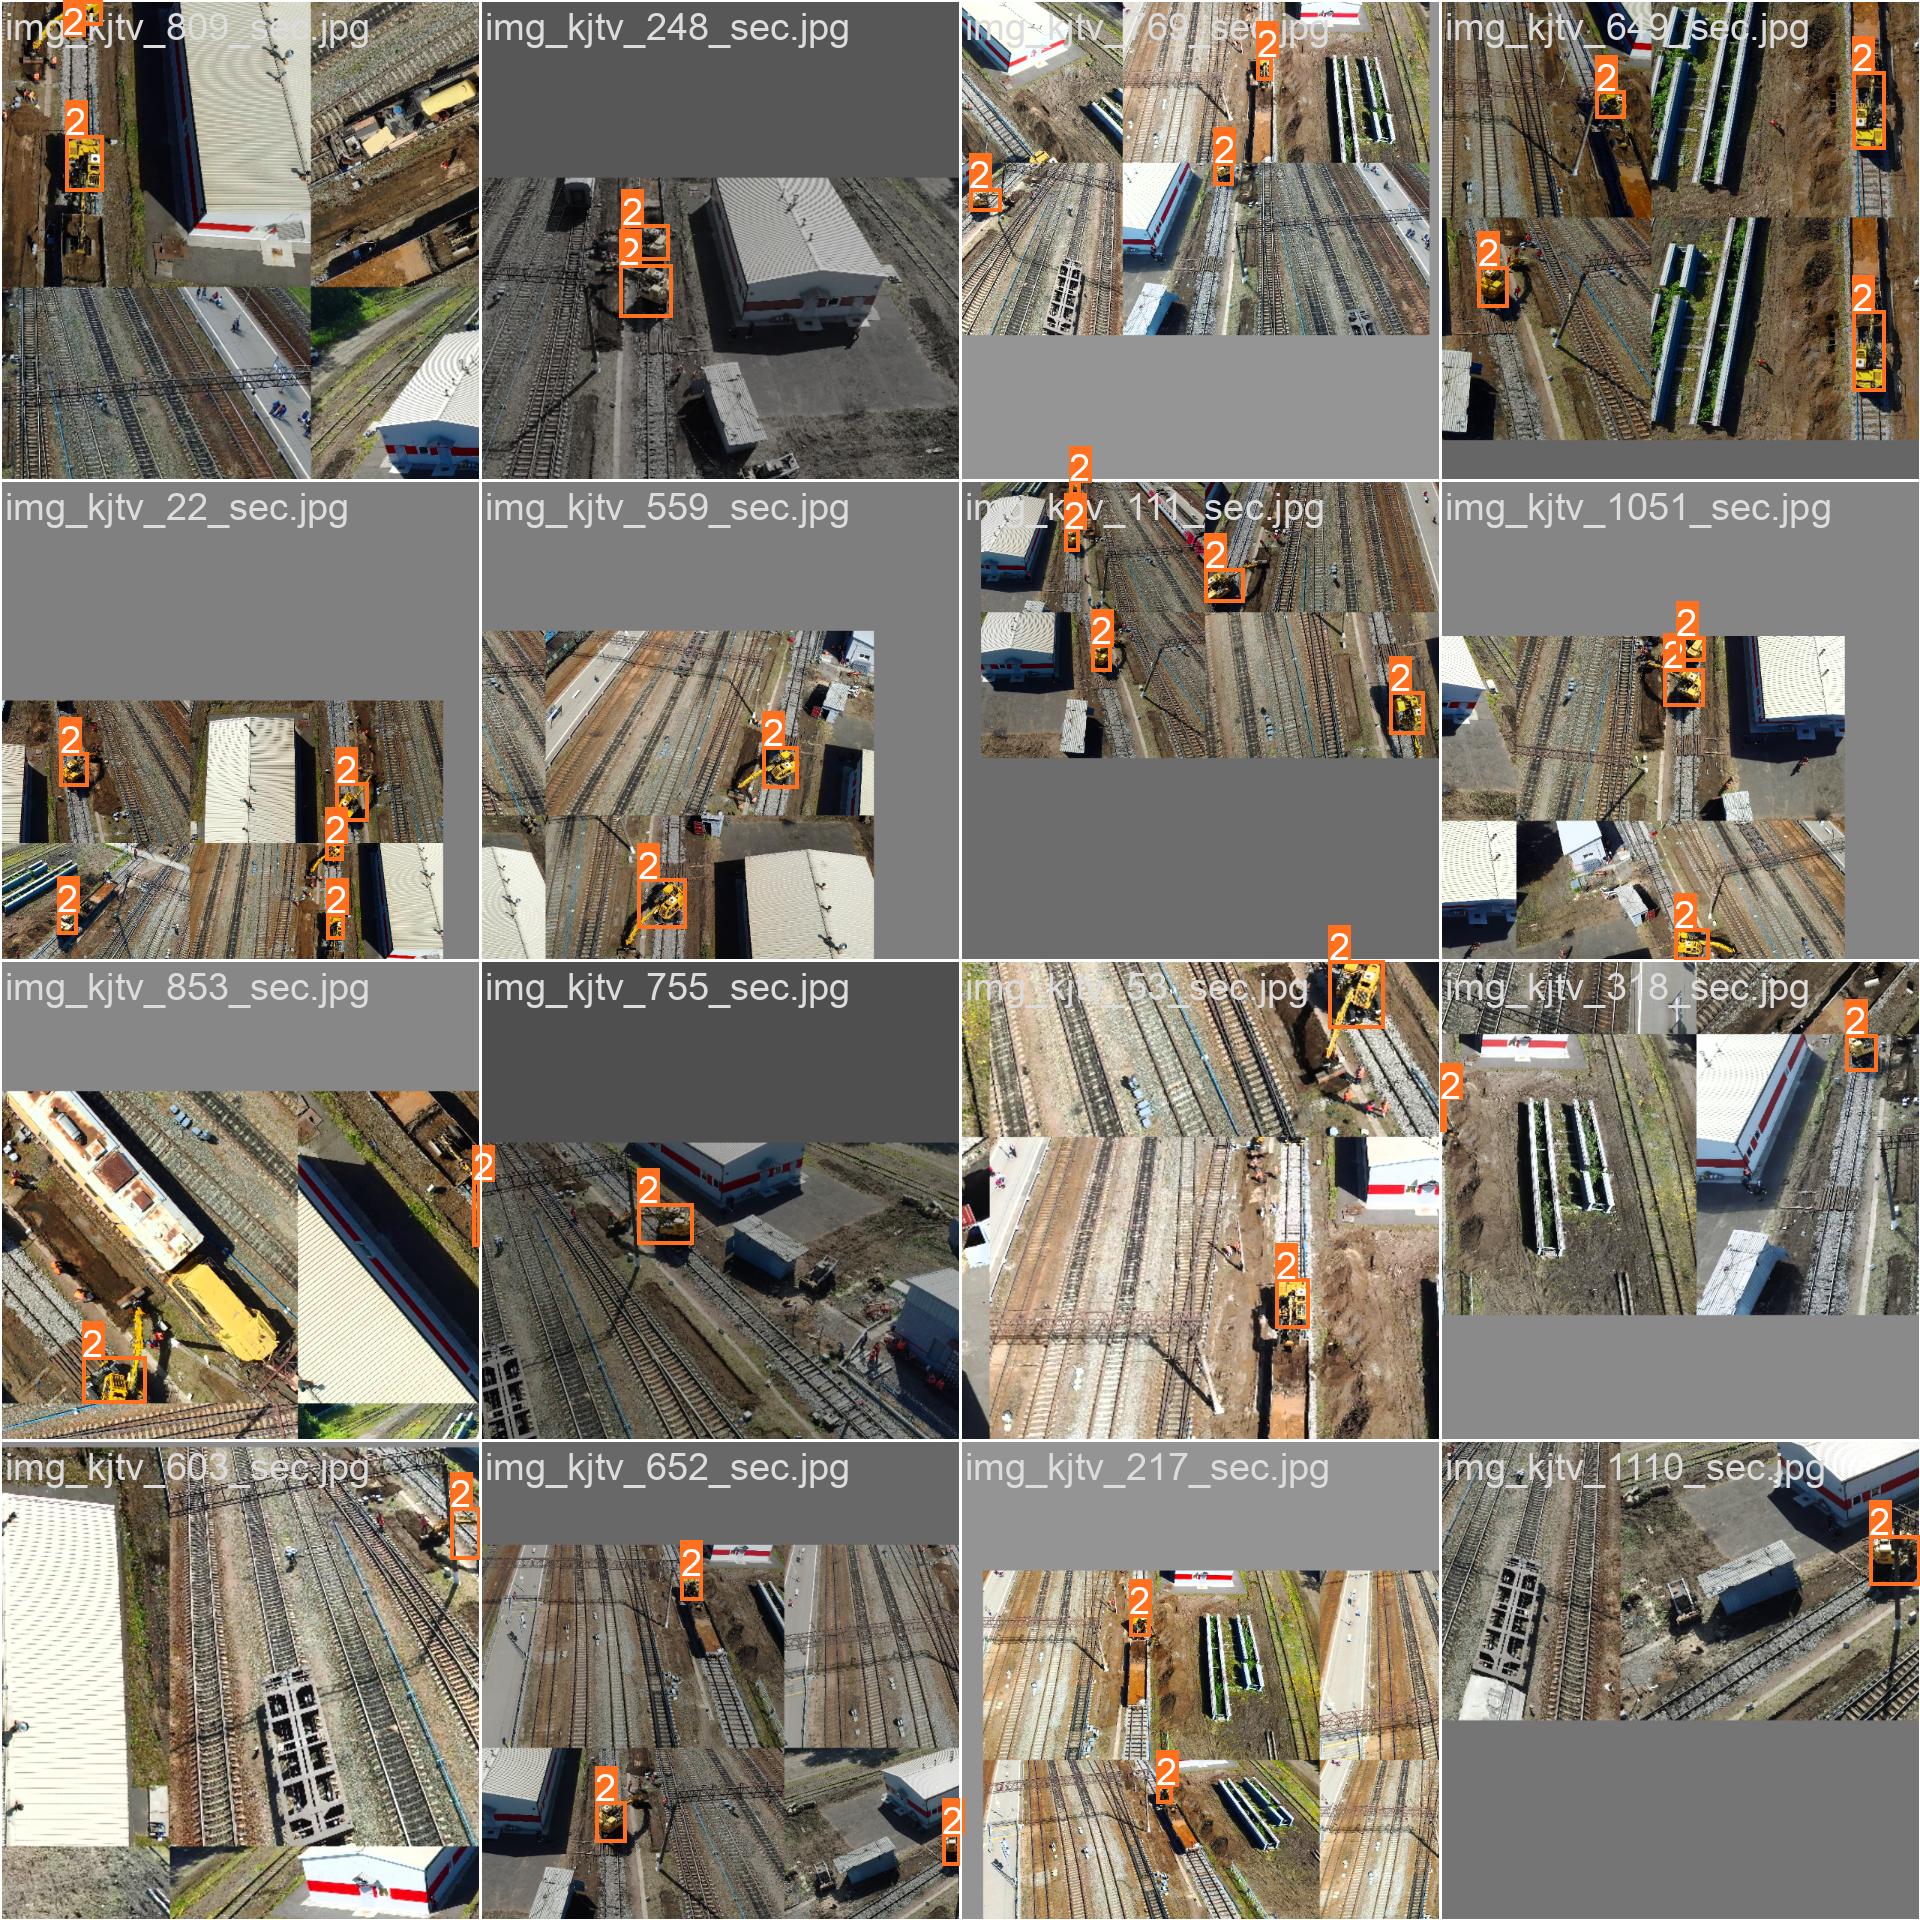 img_kjtv_809_sec.jpg
2
2
img_kjtv_248_sec.jpg
2
2
img_kjtv_769_sec.jpg
2
2
2
img_kjtv_649_sec.jpg
2
2
2
2
img_kjtv_22_sec.jpg
2
2
2
2
2
img_kjtv_559_sec.jpg
2
2
img_kjtv_111_sec.jpg
2
2
2
2
2
img_kjtv_1051_sec.jpg
2
2
2
img_kjtv_853_sec.jpg
2
2
img_kjtv_755_sec.jpg
2
img_kjtv_53_sec.jpg
2
2
img_kjtv_318_sec.jpg
2
2
img_kjtv_603_sec.jpg
2
img_kjtv_652_sec.jpg
2
2
2
img_kjtv_217_sec.jpg
2
2
img_kjtv_1110_sec.jpg
2